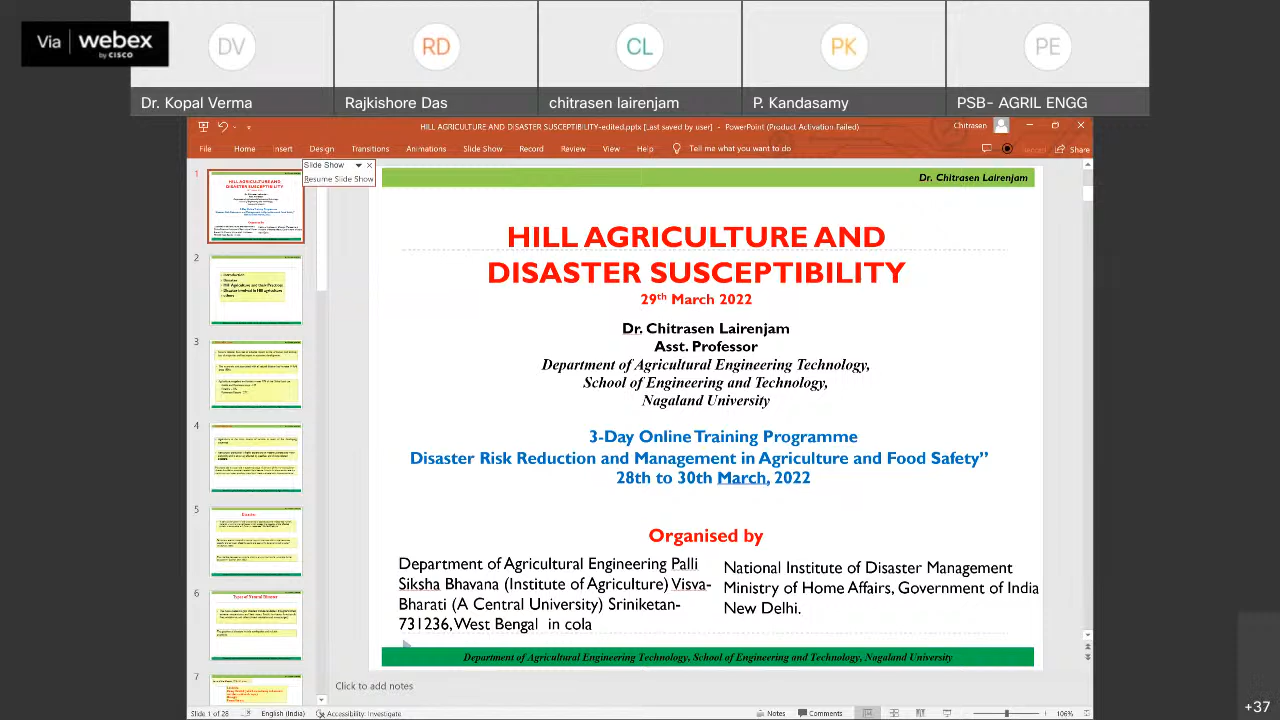 Via webex
by CISCO
DV
RD
CL
PK
PE
Dr. Kopal Verma
Rajkishore Das
chitrasen lairenjam
P. Kandasamy
PSB- AGRIL ENGG
HILL AGRICULTURE AND DISASTER SUSCEPTIBILITY-edited.pptx [Last saved by user] - PowerPoint (Product Activation Failed)
Chitrasen
File Home Insert Design Transitions Animations Slide Show Record Review View Help Tell me what you want to do
Share
Slide Show
Resume Slide Show
1
2
3
4
5
6
7
Dr. Chitrasen Lairenjam
HILL AGRICULTURE AND
DISASTER SUSCEPTIBILITY
29th March 2022
Dr. Chitrasen Lairenjam
Asst. Professor
Department of Agricultural Engineering Technology,
School of Engineering and Technology,
Nagaland University
3-Day Online Training Programme
Disaster Risk Reduction and Management in Agriculture and Food Safety”
28th to 30th March, 2022
Organised by
Department of Agricultural Engineering Palli
Siksha Bhavana (Institute of Agriculture) Visva-
Bharati (A Central University) Sriniketan-
731236, West Bengal in cola
National Institute of Disaster Management
Ministry of Home Affairs, Government of India
New Delhi.
Department of Agricultural Engineering Technology, School of Engineering and Technology, Nagaland University
Click to add notes
Slide 1 of 28 English (India) Accessibility: Investigate
Notes Comments 106%
+37